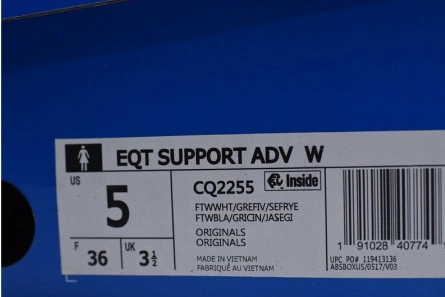 EQT SUPPORT ADV W
US
5
F
36
UK
3½
CQ2255
Inside
FTWWHT/GREFIV/SEFRYE
FTWBLA/GRICIN/JASEGI
ORIGINALS
ORIGINALS
MADE IN VIETNAM
FABRIQUÉ AU VIETNAM
1 91028 40774
UPC PO# 119413136
ABSBOXUS/0517/V03